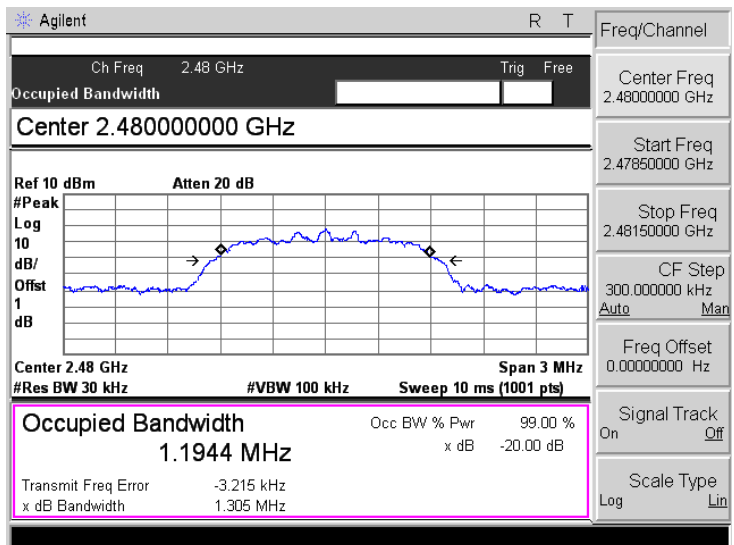 Agilent R T
Ch Freq 2.48 GHz Trig Free
Occupied Bandwidth
Center 2.480000000 GHz
Ref 10 dBm Atten 20 dB
#Peak
Log
10
dB/
Offst
1
dB
Center 2.48 GHz Span 3 MHz
#Res BW 30 kHz #VBW 100 kHz Sweep 10 ms (1001 pts)
Occupied Bandwidth Occ BW % Pwr 99.00 %
1.1944 MHz x dB -20.00 dB
Transmit Freq Error -3.215 kHz
x dB Bandwidth 1.305 MHz
Freq/Channel
Center Freq
2.48000000 GHz
Start Freq
2.47850000 GHz
Stop Freq
2.48150000 GHz
CF Step
300.000000 kHz
Auto Man
Freq Offset
0.00000000 Hz
Signal Track
On Off
Scale Type
Log Lin